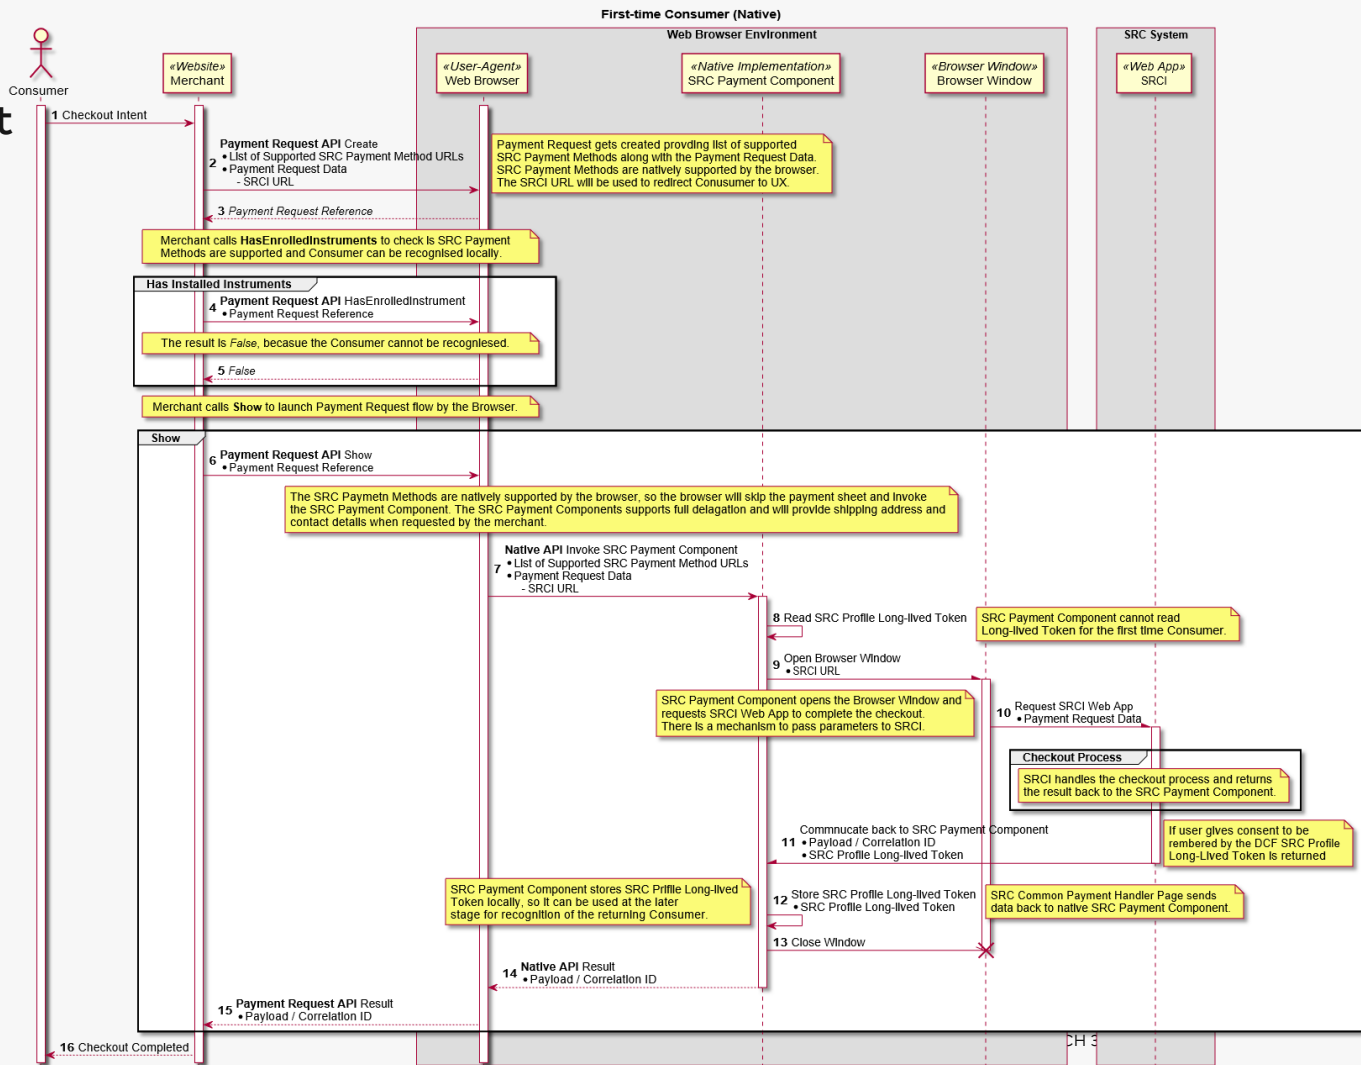 First-time Consumer (Native)
Web Browser Environment
SRC System
Consumer
«Website»
Merchant
«User-Agent»
Web Browser
«Native Implementation»
SRC Payment Component
«Browser Window»
Browser Window
«Web App»
SRCI
t
1 Checkout Intent
2 Payment Request API Create
• List of Supported SRC Payment Method URLs
• Payment Request Data
- SRCI URL
Payment Request gets created provding list of supported
SRC Payment Methods along with the Payment Request Data.
SRC Payment Methods are natively supported by the browser.
The SRCI URL will be used to redirect Conusumer to UX.
3 Payment Request Reference
Merchant calls HasEnrolledInstruments to check is SRC Payment
Methods are supported and Consumer can be recognised locally.
Has Installed Instruments
4 Payment Request API HasEnrolledInstrument
• Payment Request Reference
The result is False, becasue the Consumer cannot be recogniesed.
5 False
Merchant calls Show to launch Payment Request flow by the Browser.
Show
6 Payment Request API Show
• Payment Request Reference
The SRC Paymetn Methods are natively supported by the browser, so the browser will skip the payment sheet and invoke
the SRC Payment Component. The SRC Payment Components supports full delagation and will provide shipping address and
contact details when requested by the merchant.
7 Native API Invoke SRC Payment Component
• List of Supported SRC Payment Method URLs
• Payment Request Data
- SRCI URL
8 Read SRC Profile Long-lived Token
SRC Payment Component cannot read
Long-lived Token for the first time Consumer.
9 Open Browser Window
• SRCI URL
SRC Payment Component opens the Browser Window and
requests SRCI Web App to complete the checkout.
There is a mechanism to pass parameters to SRCI.
10 Request SRCI Web App
• Payment Request Data
Checkout Process
SRCI handles the checkout process and returns
the result back to the SRC Payment Component.
11 Commnucate back to SRC Payment Component
• Payload / Correlation ID
• SRC Profile Long-lived Token
If user gives consent to be
rembered by the DCF SRC Profile
Long-Lived Token is returned
SRC Payment Component stores SRC Prifile Long-lived
Token locally, so it can be used at the later
stage for recognition of the returning Consumer.
12 Store SRC Profile Long-lived Token
• SRC Profile Long-lived Token
SRC Common Payment Handler Page sends
data back to native SRC Payment Component.
13 Close Window
14 Native API Result
• Payload / Correlation ID
15 Payment Request API Result
• Payload / Correlation ID
16 Checkout Completed
CH 3